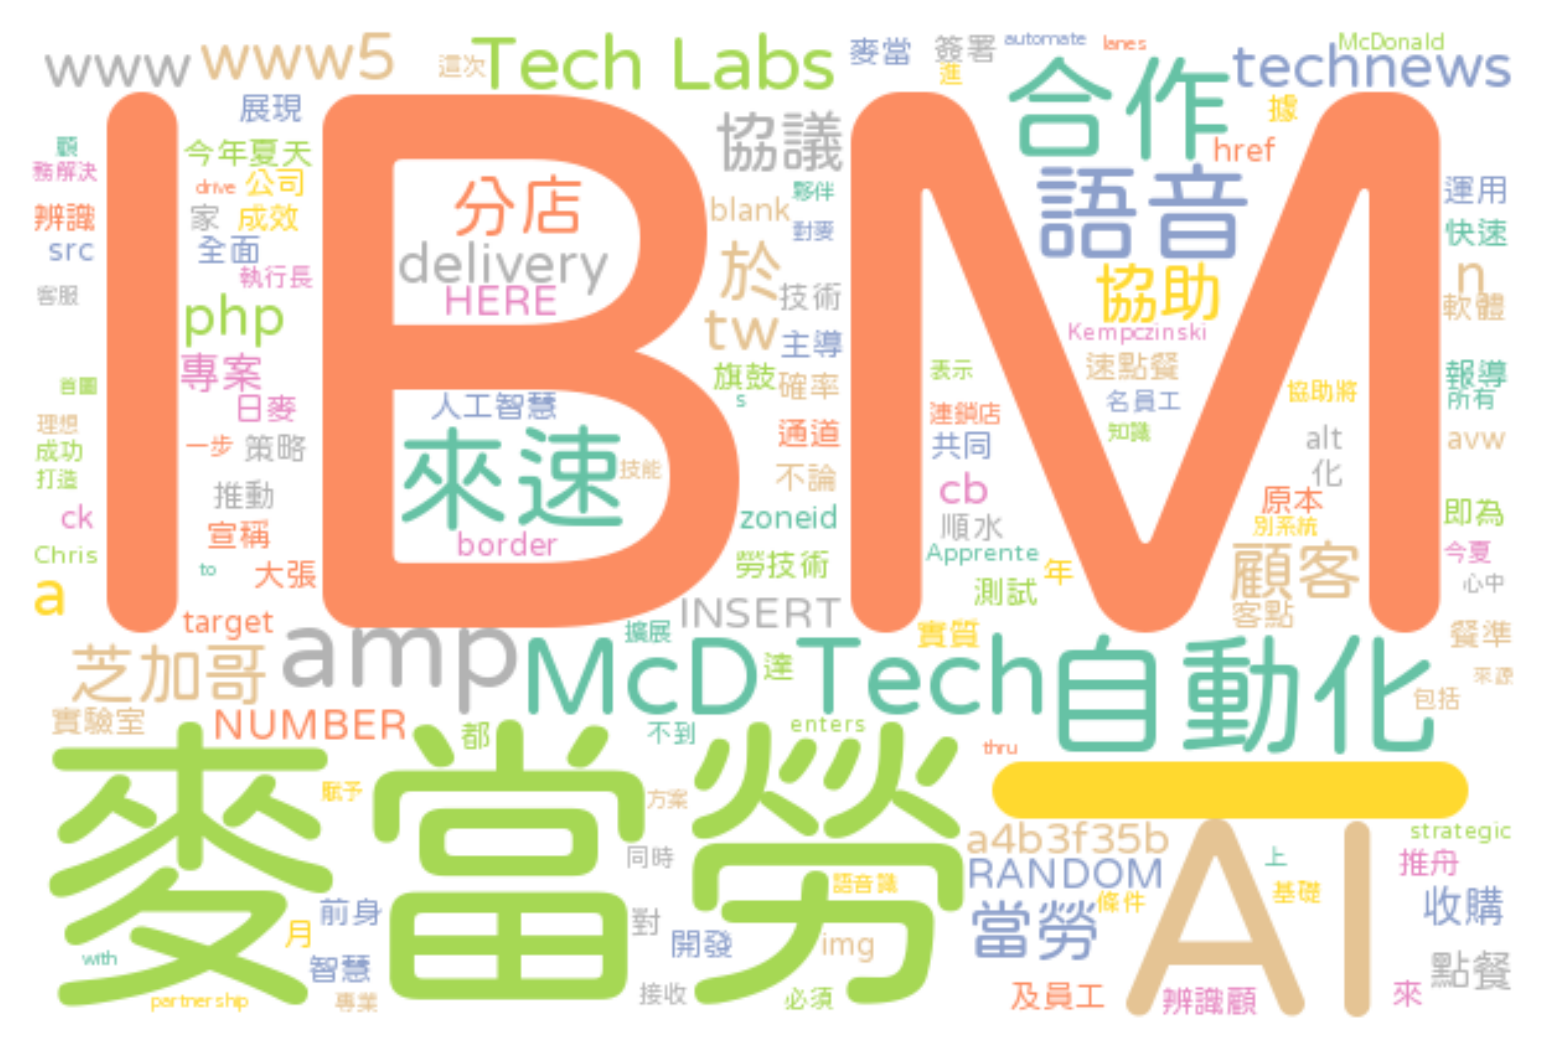 www www5 這次 Tech Labs 麥當 簽署 automate lanes McDonald
進 technews
展現 合作 據
IBM
顧 今年夏天 協議 href
務解決 drive 公司 語音
辨識 家 成效 分店 blank 夥伴 運用
src 全面 delivery 對要 快速
客服 執行長 HERE 於 技術 協助 n
php tw 主導 Kempczinski 軟體
專案 旗鼓 確率 表示 速點餐 報導
首圖 日麥 人工智慧 s 名員工 協助將 所有
理想 一步 策略 來速 通道 連鎖店 知識 alt avw
成功 技能 不論 共同 化
打造 推動 cb 原本
ck 宣稱 border zoneid 順水 別系統 即為
Chris to 大張 勞技術 Apprente 年 顧客 今夏
a 測試 心中
target amp INSERT 客點
擴展 實質 餐準
芝加哥 McD Tech 達 自動化 來源
實驗室 NUMBER 都 不到 enters thru 包括
麥當勞 一
賦予 方案 a4b3f35b AI 上 strategic
同時 語音識 RANDOM 推舟
前身 對 條件 基礎 收購
月 開發 img 當勞
with 智慧 點餐
partnership 專業 接收 必須 及員工 辨識顧 來